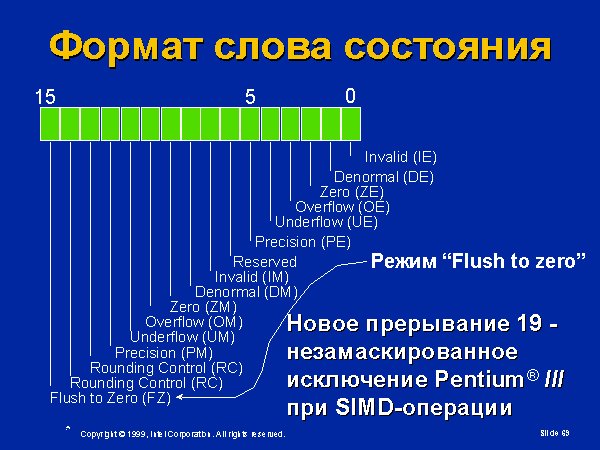 Формат слова состояния
15 5 0
Invalid (IE)
Denormal (DE)
Zero (ZE)
Overflow (OE)
Underflow (UE)
Precision (PE)
Reserved
Режим “Flush to zero”
Invalid (IM)
Denormal (DM)
Zero (ZM)
Overflow (OM)
Underflow (UM)
Precision (PM)
Rounding Control (RC)
Rounding Control (RC)
Flush to Zero (FZ)
Новое прерывание 19 -
незамаскированное
исключение Pentium® III
при SIMD-операции
Copyright © 1999, Intel Corporation. All rights reserved.
Slide 69